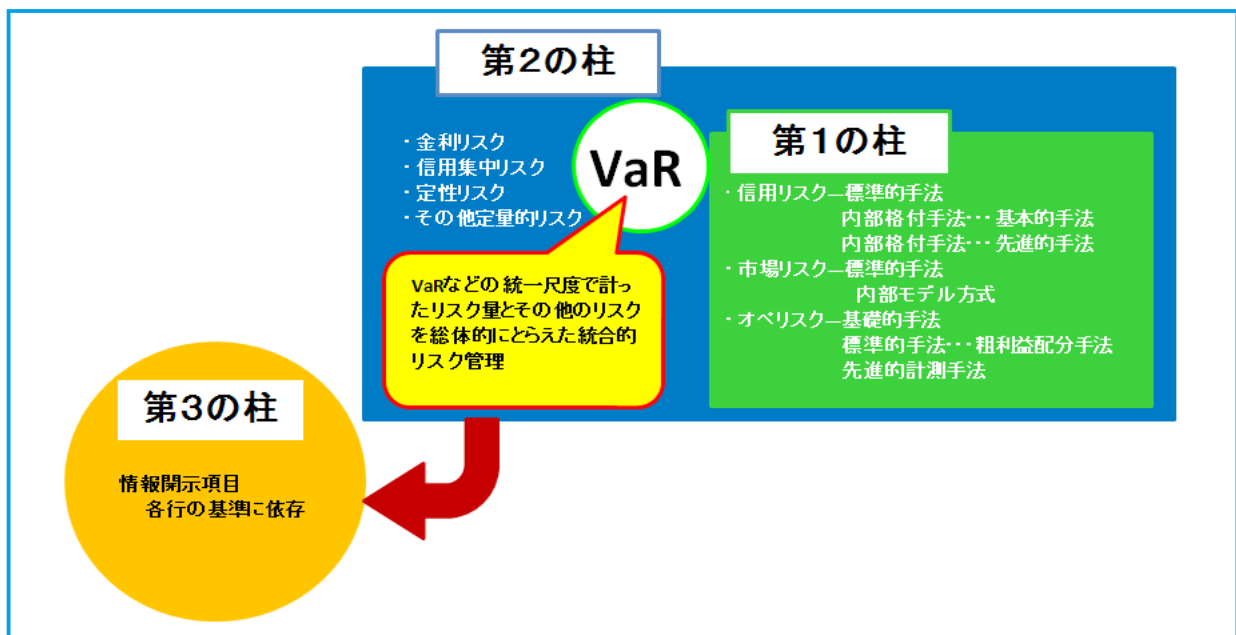 第2の柱
・金利リスク
・信用集中リスク
・定性リスク
・その他定量的リスク
VaR
VaRなどの統一尺度で計っ
たリスク量とその他のリスク
を総体的にとらえた統合的
リスク管理
第1の柱
・信用リスク―標準的手法
内部格付手法…基本的手法
内部格付手法…先進的手法
・市場リスク―標準的手法
内部モデル方式
・オペリスク―基礎的手法
標準的手法…粗利益配分手法
先進的計測手法
第3の柱
情報開示項目
各行の基準に依存